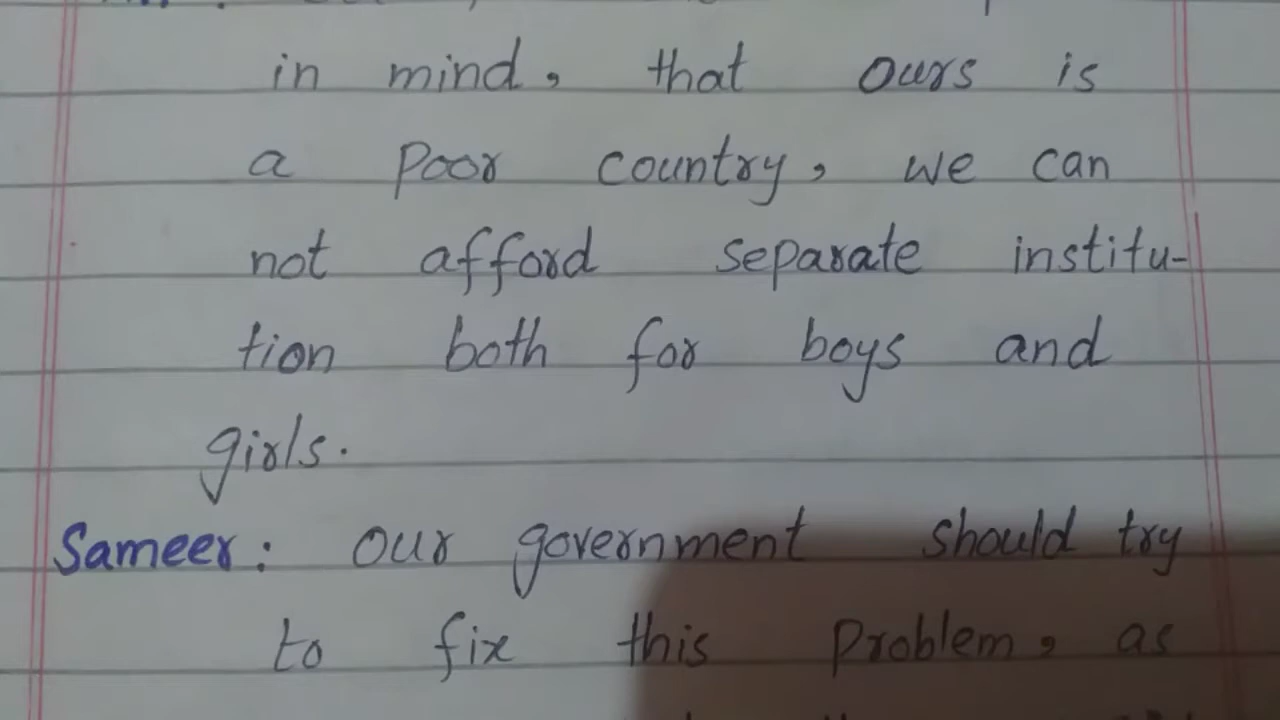 in mind, that ours is
a Poor country, we can
not afford separate institu-
tion both for boys and
girls.
Sameer: our government should try
to fix this Problem, as